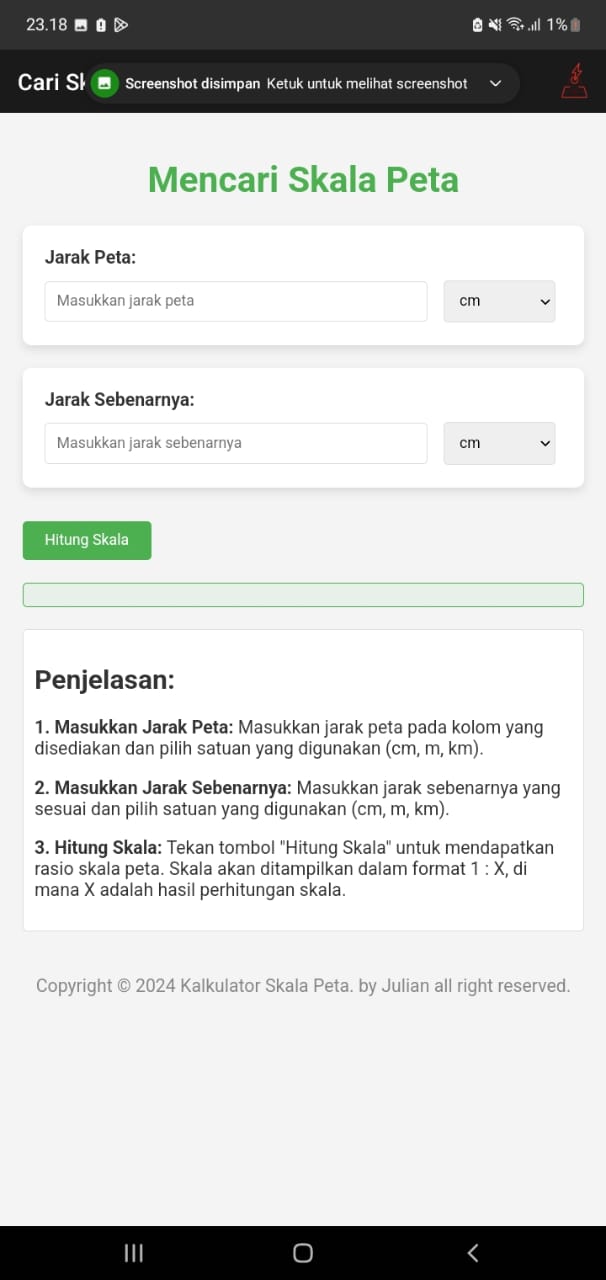 23.18
1%
Cari Sk
Screenshot disimpan Ketuk untuk melihat screenshot
Mencari Skala Peta
Jarak Peta:
Masukkan jarak peta
cm
Jarak Sebenarnya:
Masukkan jarak sebenarnya
cm
Hitung Skala
Penjelasan:
1. Masukkan Jarak Peta: Masukkan jarak peta pada kolom yang
disediakan dan pilih satuan yang digunakan (cm, m, km).
2. Masukkan Jarak Sebenarnya: Masukkan jarak sebenarnya yang
sesuai dan pilih satuan yang digunakan (cm, m, km).
3. Hitung Skala: Tekan tombol "Hitung Skala" untuk mendapatkan
rasio skala peta. Skala akan ditampilkan dalam format 1 : X, di
mana X adalah hasil perhitungan skala.
Copyright © 2024 Kalkulator Skala Peta. by Julian all right reserved.